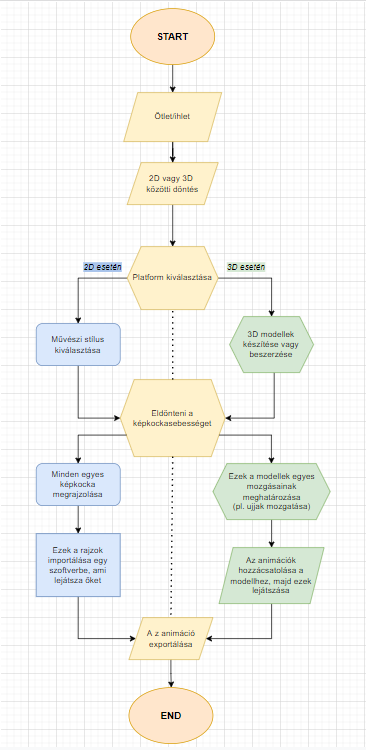 START
Ötlet/ihlet
2D vagy 3D
közötti döntés
2D esetén
3D esetén
Platform kiválasztása
Művészi stílus
kiválasztása
3D modellek
készítése vagy
beszerzése
Eldönteni a
képkockasebességet
Minden egyes
képkocka
megrajzolása
Ezek a modellek egyes
mozgásainak
meghatározása
(pl. ujjak mozgatása)
Ezek a rajzok
importálása egy
szoftverbe, ami
lejátsza őket
Az animációk
hozzácsatolása a
modellhez, majd ezek
lejátszása
A z animáció
exportálása
END